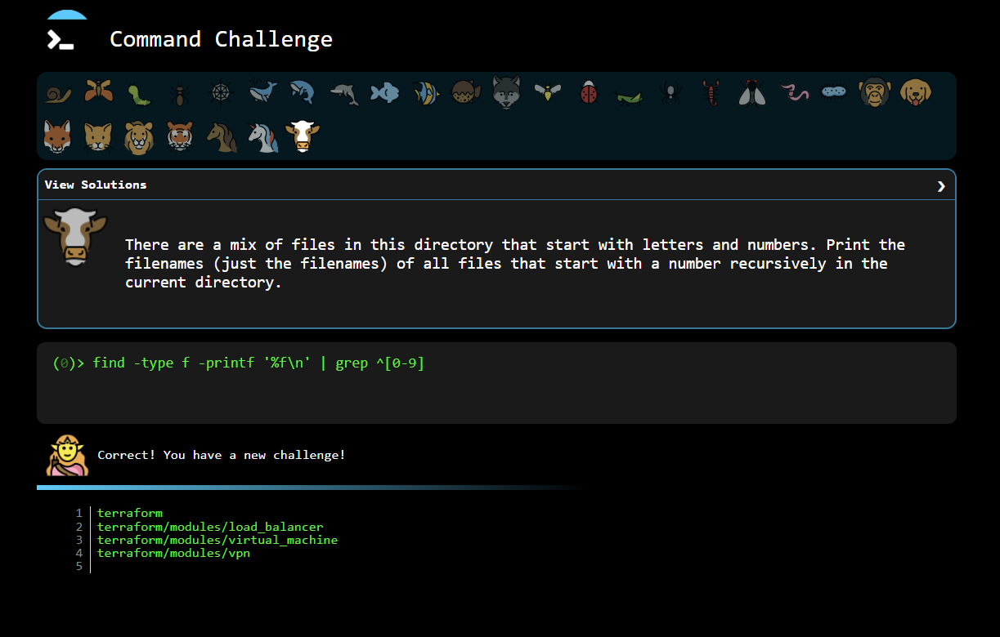 Command Challenge
View Solutions
There are a mix of files in this directory that start with letters and numbers. Print the
filenames (just the filenames) of all files that start with a number recursively in the
current directory.
(0)> find -type f -printf '%f\n' | grep ^[0-9]
Correct! You have a new challenge!
1 terraform
2 terraform/modules/load_balancer
3 terraform/modules/virtual_machine
4 terraform/modules/vpn
5